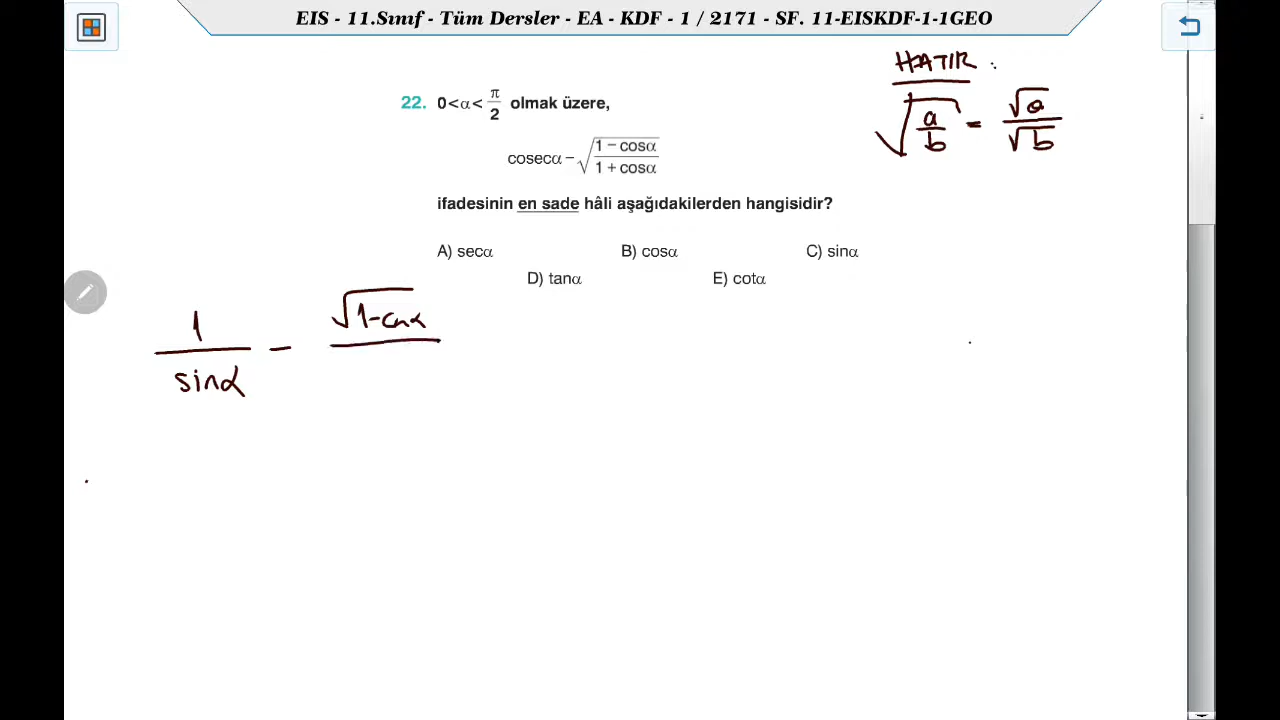 EIS - 11.Sınıf - Tüm Dersler - EA - KDF - 1 / 2171 - SF. 11-EISKDF-1-1GEO
HATIR :
√(a/b) = √a/√b
22. 0<α<π/2 olmak üzere,
cosecα – √((1 – cosα)/(1 + cosα))
ifadesinin en sade hâli aşağıdakilerden hangisidir?
A) secα B) cosα C) sinα
D) tanα E) cotα
1/sinα – √1-cosα